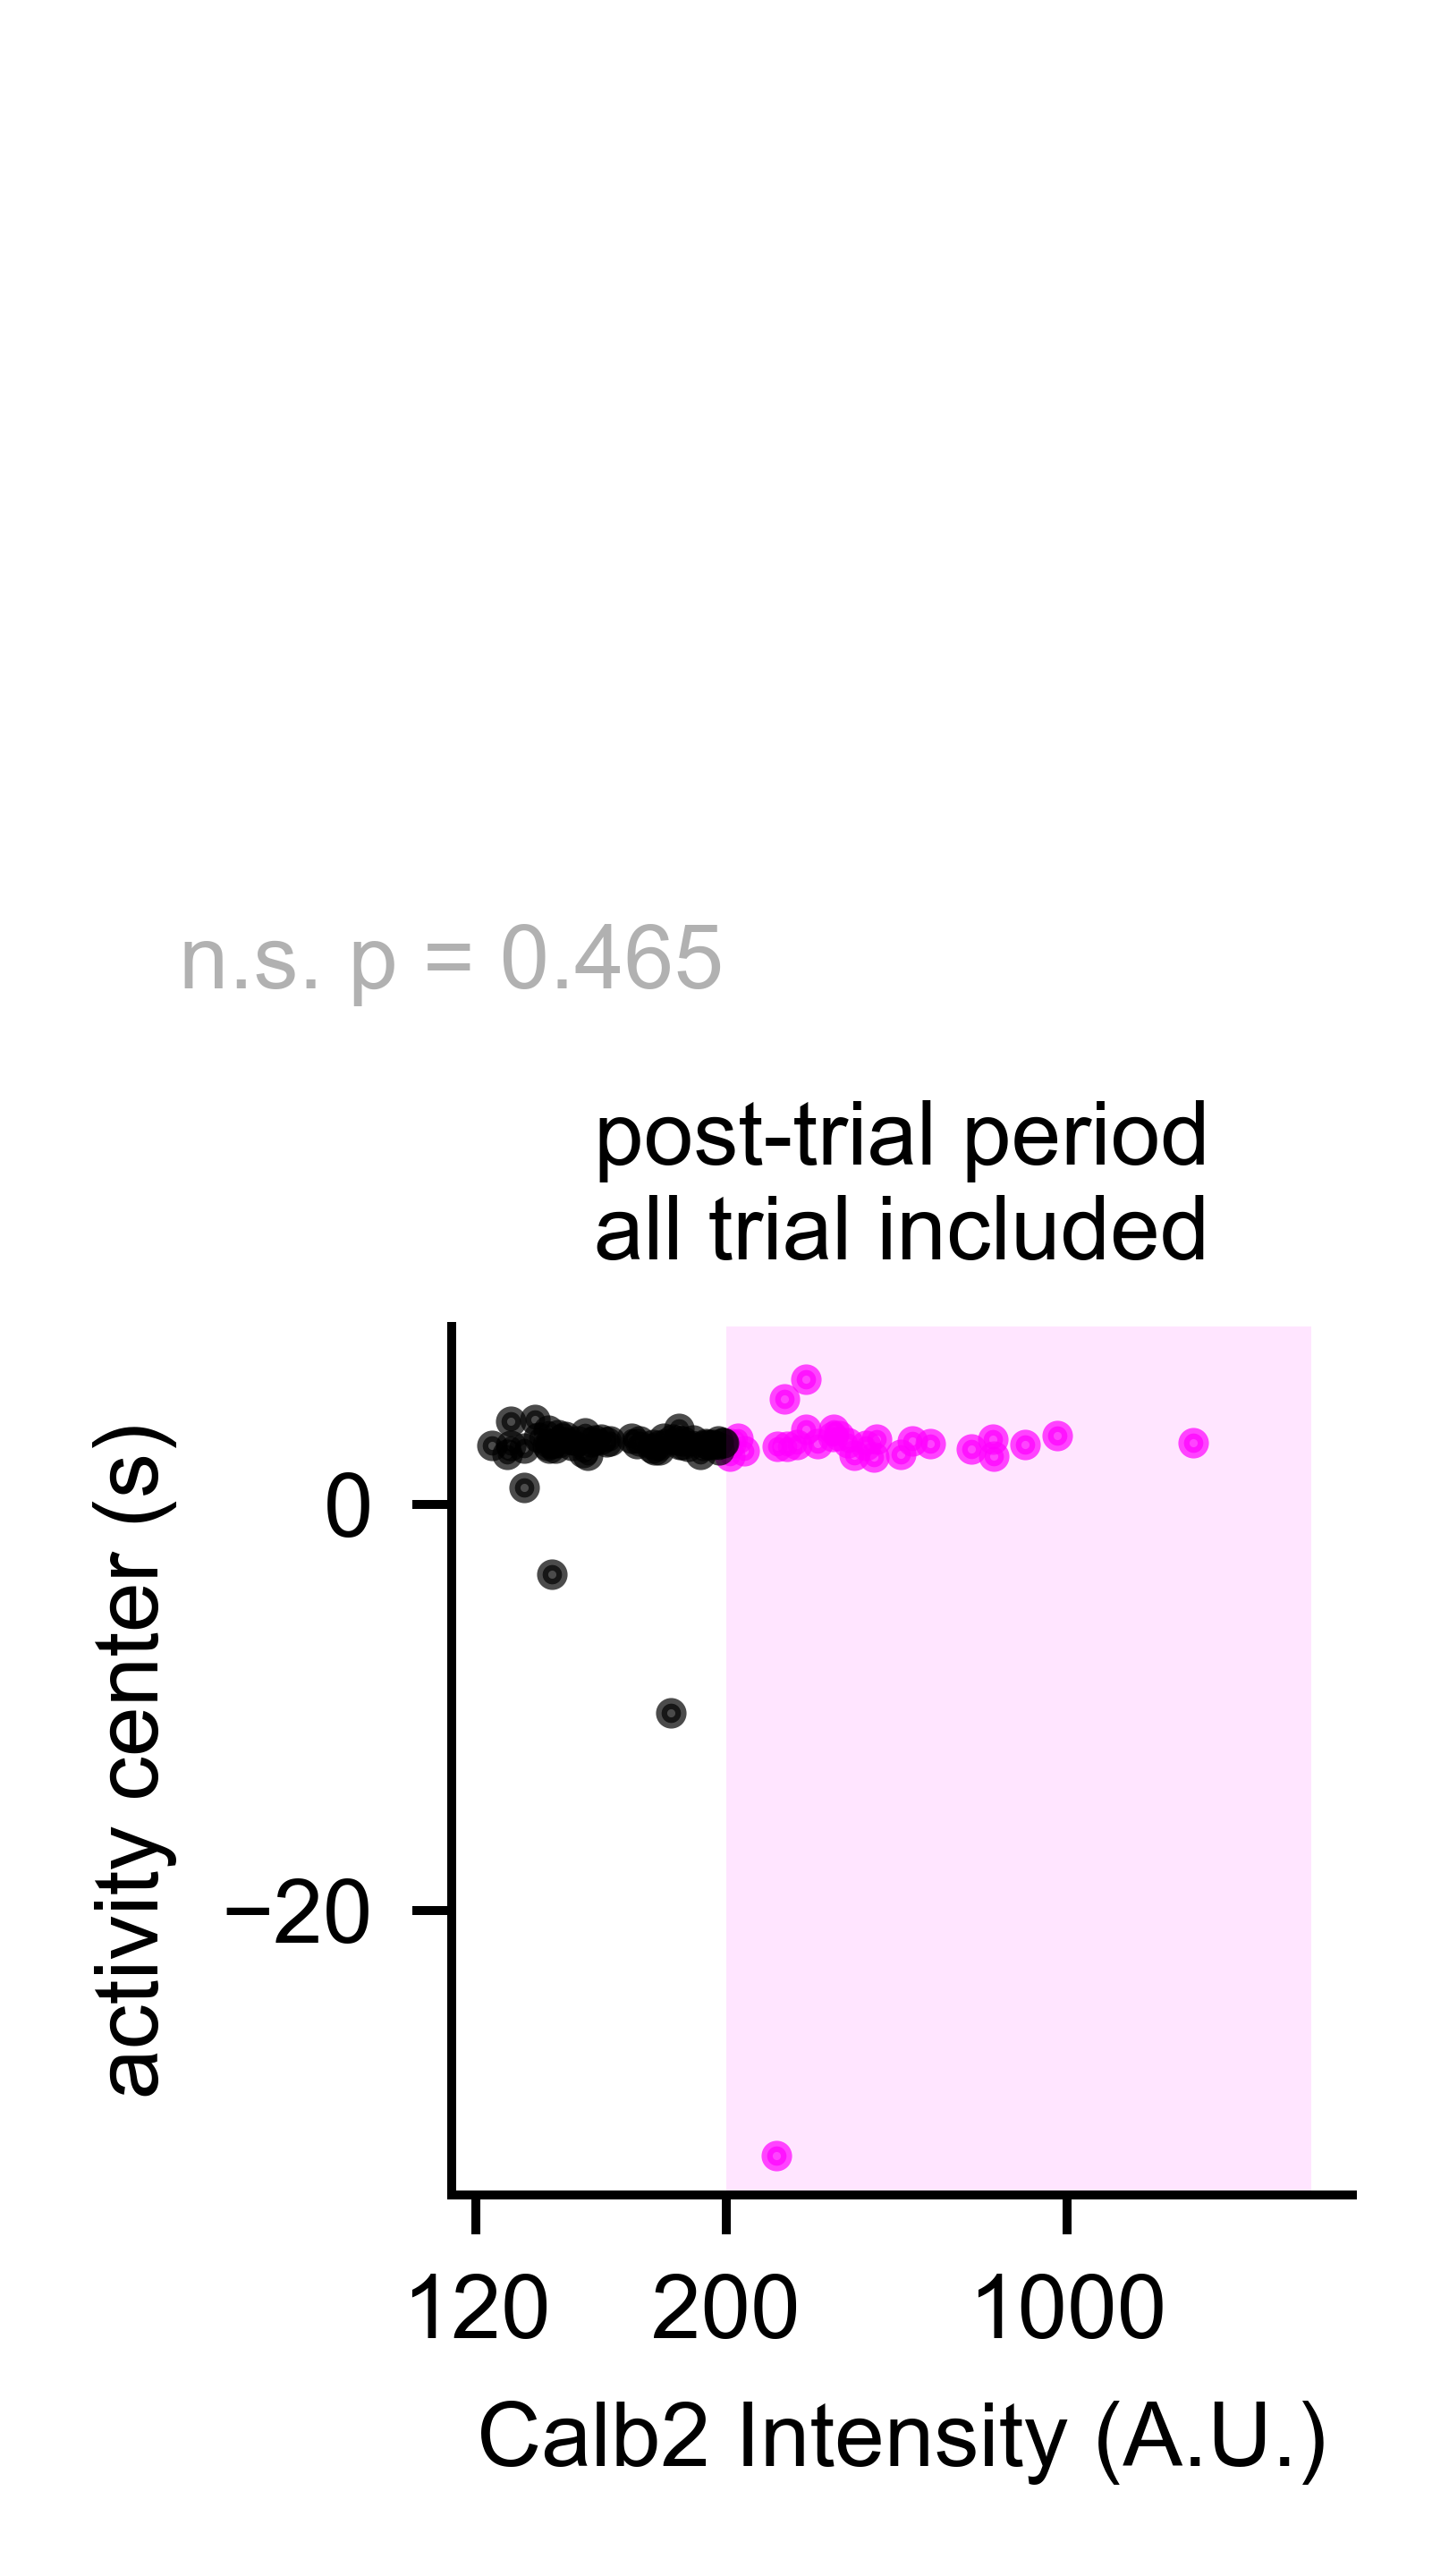 n.s. p = 0.465
post-trial period
all trial included
activity center (s)
0
−20
120 200 1000
Calb2 Intensity (A.U.)